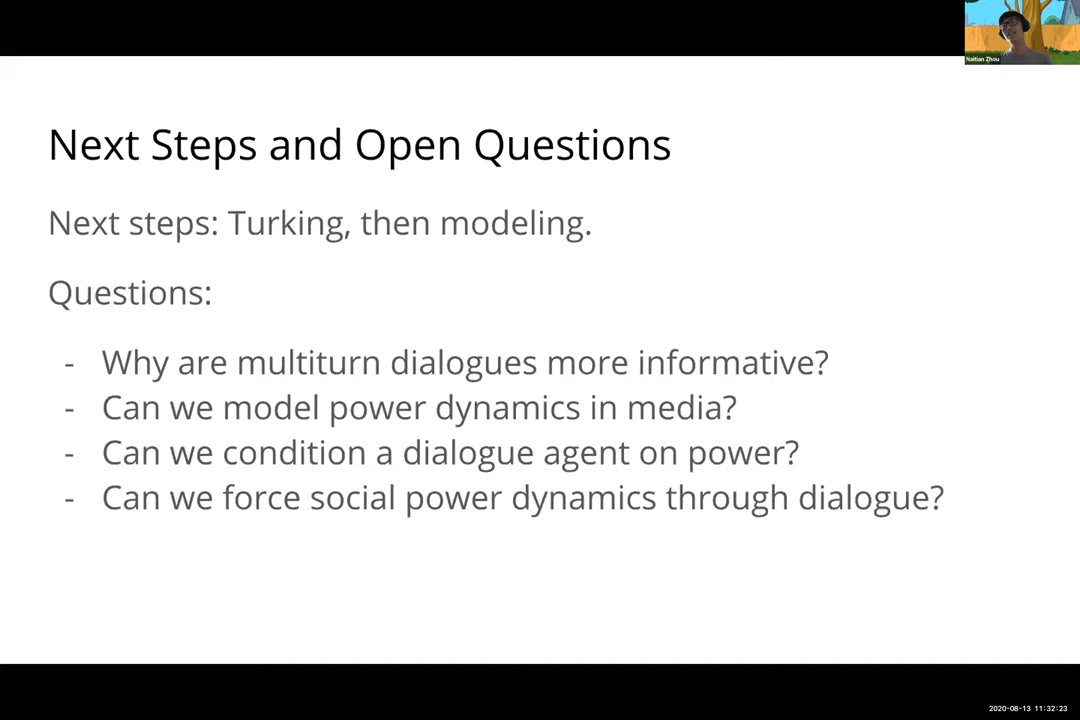 Naitian Zhou
Next Steps and Open Questions
Next steps: Turking, then modeling.
Questions:
- Why are multiturn dialogues more informative?
- Can we model power dynamics in media?
- Can we condition a dialogue agent on power?
- Can we force social power dynamics through dialogue?
2020-08-13 11:32:23